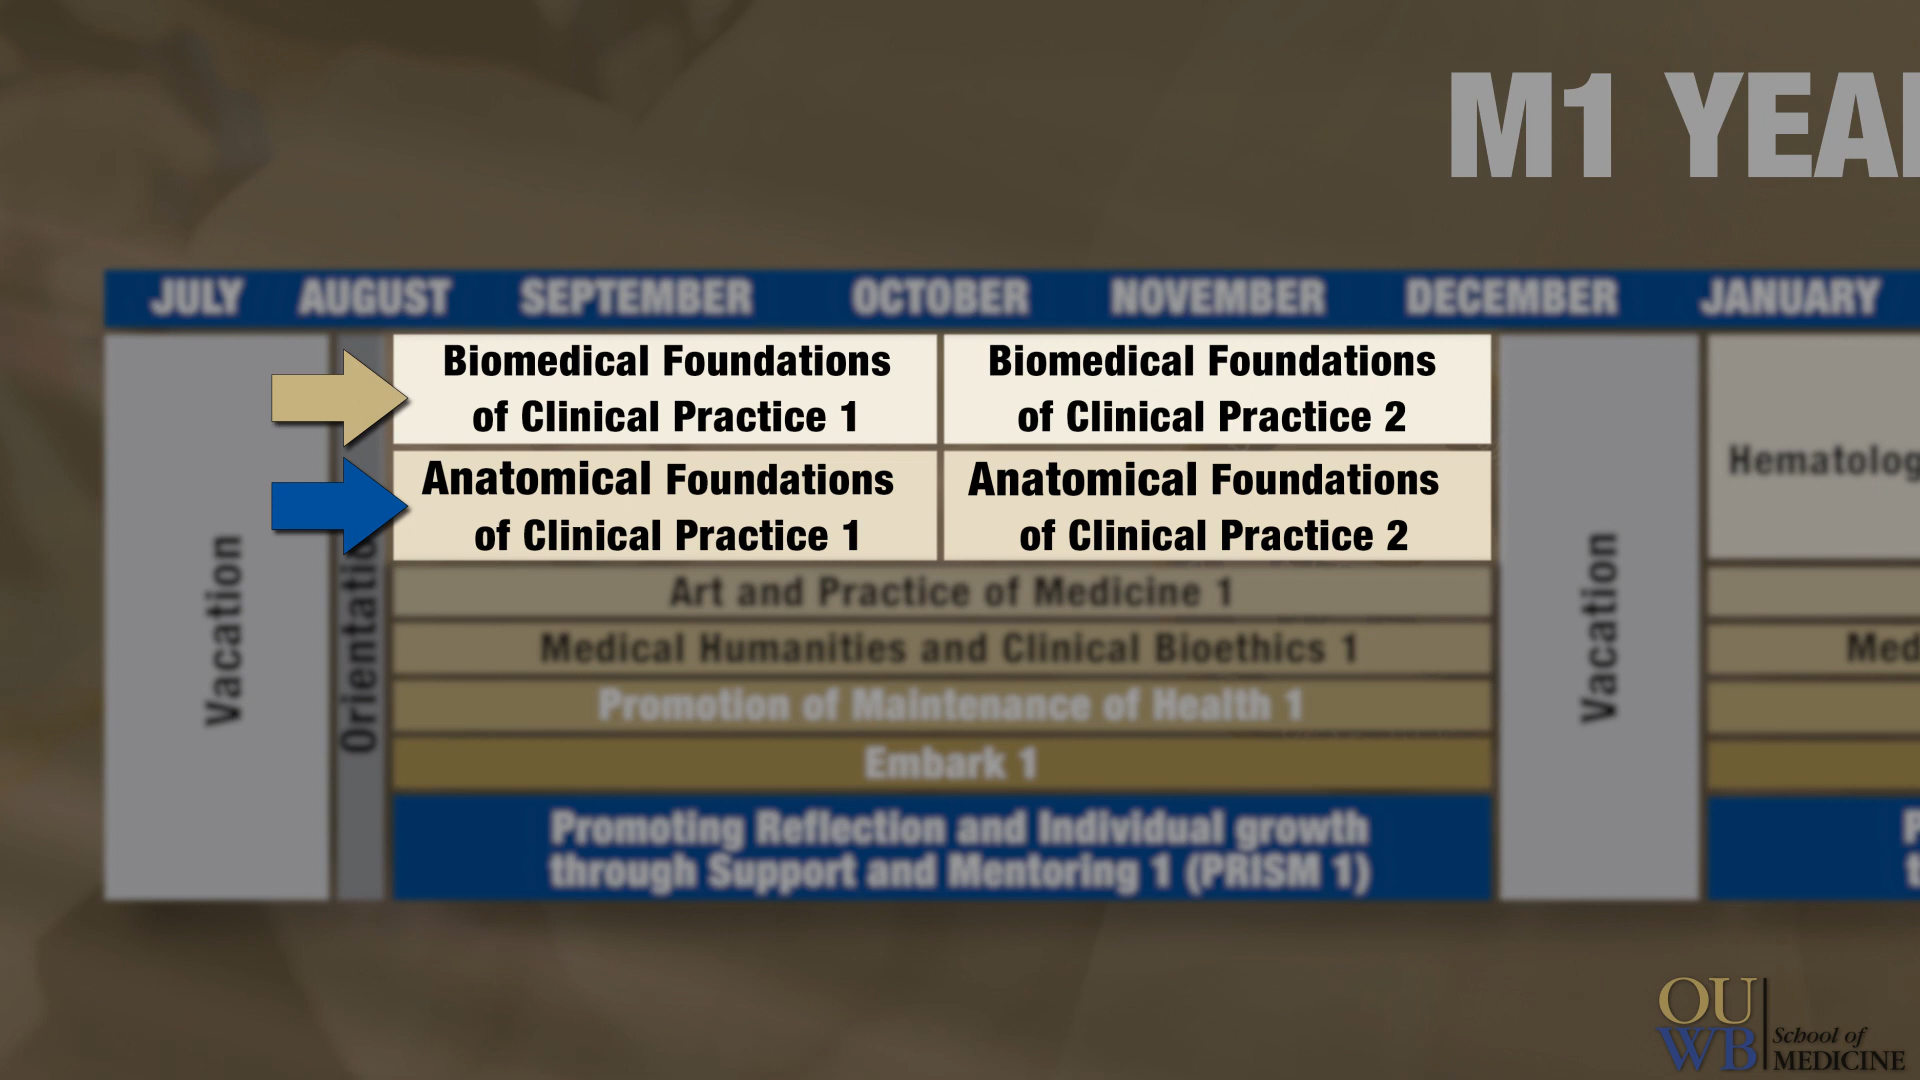 M1 YEA
JULY AUGUST SEPTEMBER OCTOBER NOVEMBER DECEMBER JANUARY
Vacation
Orientatio
Biomedical Foundations
of Clinical Practice 1
Biomedical Foundations
of Clinical Practice 2
Anatomical Foundations
of Clinical Practice 1
Anatomical Foundations
of Clinical Practice 2
Art and Practice of Medicine 1
Medical Humanities and Clinical Bioethics 1
Promotion of Maintenance of Health 1
Embark 1
Promoting Reflection and Individual growth
through Support and Mentoring 1 (PRISM 1)
Vacation
Hematolog
Med
P
t
OU
WB
School of
MEDICINE